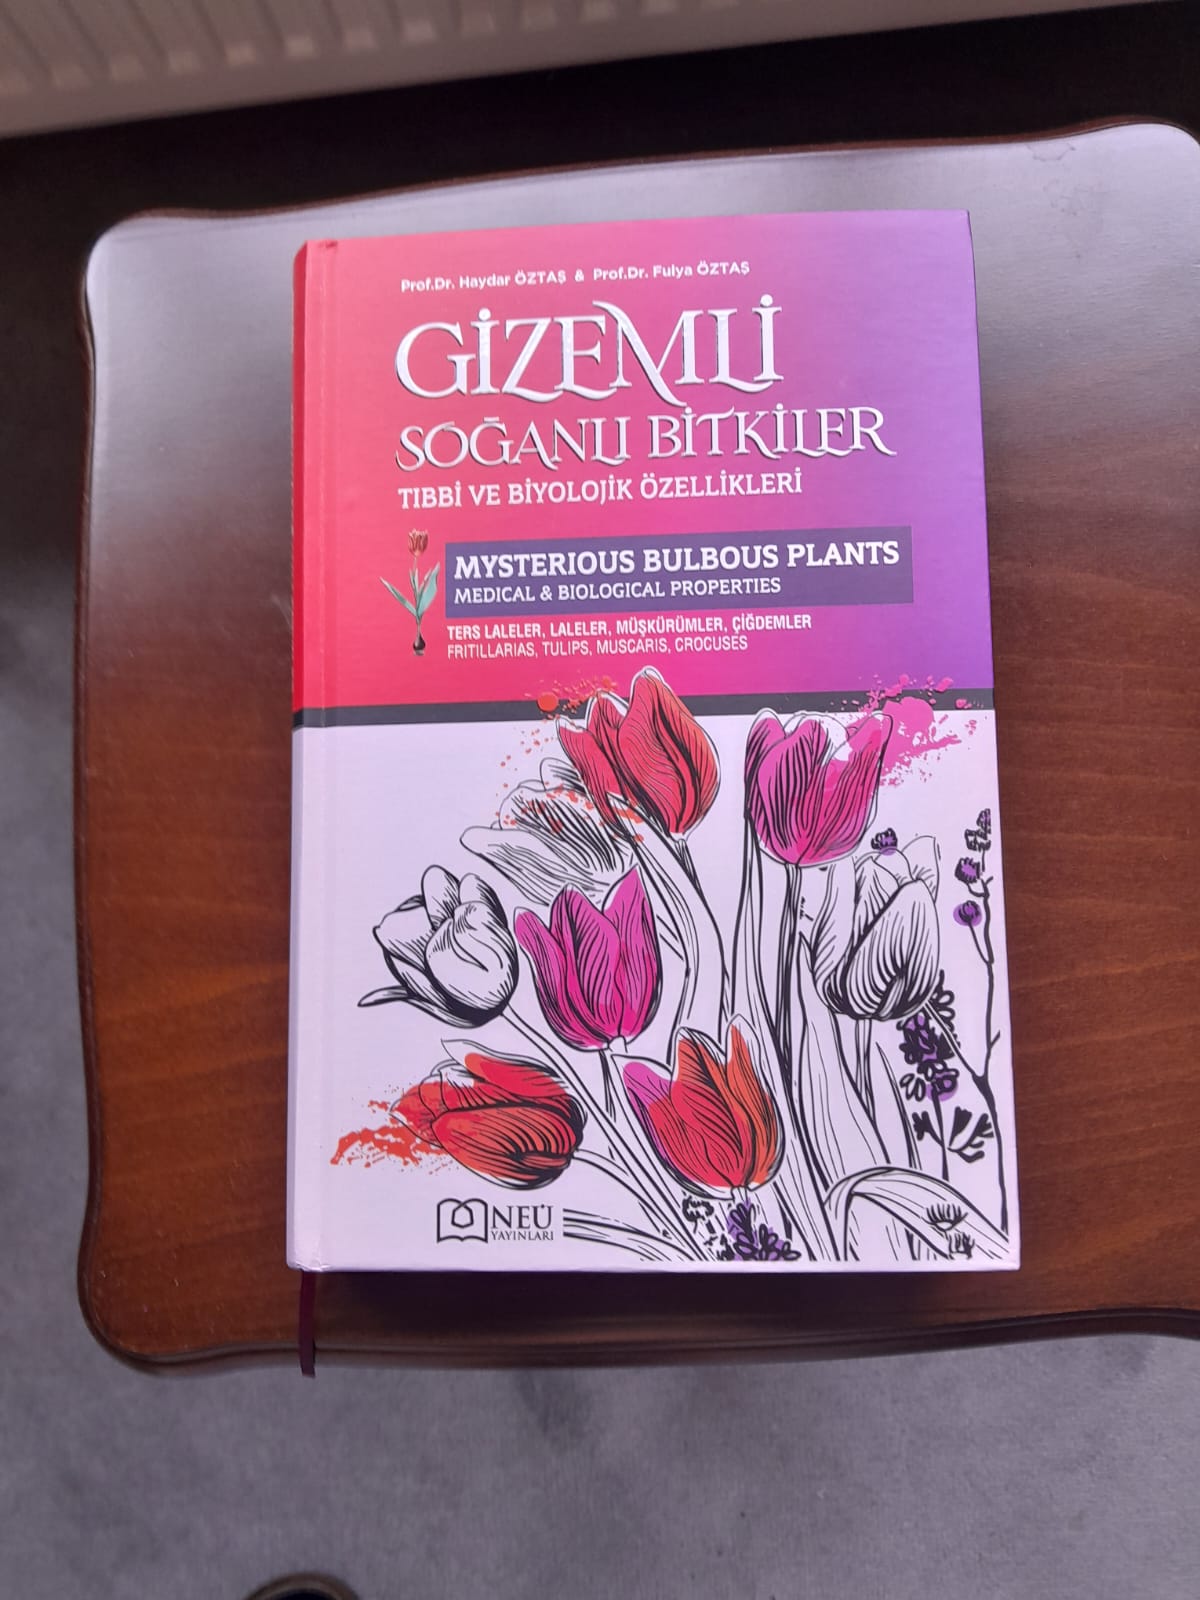 Prof.Dr. Haydar ÖZTAŞ & Prof.Dr. Fulya ÖZTAŞ
GİZEMLİ
SOĞANLI BİTKİLER
TIBBİ VE BİYOLOJİK ÖZELLİKLERİ
MYSTERIOUS BULBOUS PLANTS
MEDICAL & BIOLOGICAL PROPERTIES
TERS LALELER, LALELER, MÜŞKÜRÜMLER, ÇİĞDEMLER
FRITILLARIAS, TULIPS, MUSCARIS, CROCUSES
NEÜ
YAYINLARI